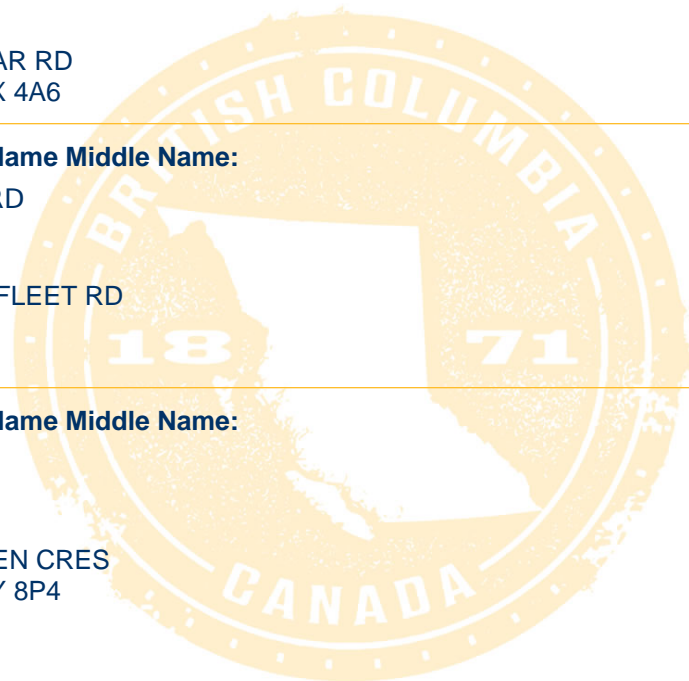 AR RD
X 4A6
Name Middle Name:
RD
FLEET RD
Name Middle Name:
EN CRES
Y 8P4
BRITISH COLUMBIA
18 71
CANADA